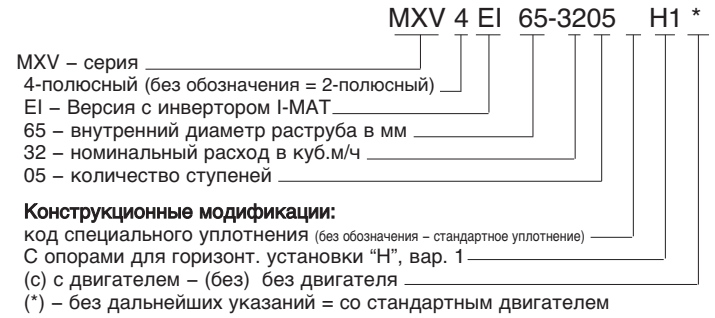 MXV 4 EI 65-3205 H1 *
MXV – серия
4-полюсный (без обозначения = 2-полюсный)
EI – Версия с инвертором I-MAT
65 – внутренний диаметр раструба в мм
32 – номинальный расход в куб.м/ч
05 – количество ступеней
Конструкционные модификации:
код специального уплотнения (без обозначения – стандартное уплотнение)
С опорами для горизонт. установки “H”, вар. 1
(с) с двигателем – (без) без двигателя
(*) – без дальнейших указаний = со стандартным двигателем